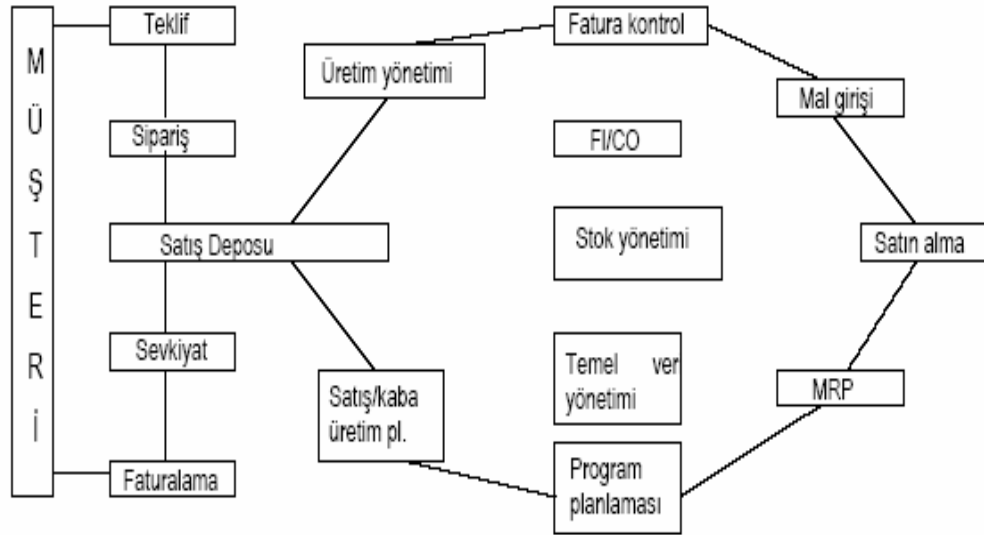 MÜŞTERİ
Teklif
Sipariş
Satış Deposu
Sevkiyat
Faturalama
Üretim yönetimi
Satış/kaba
üretim pl.
Fatura kontrol
FI/CO
Stok yönetimi
Temel ver
yönetimi
Program
planlaması
Mal girişi
Satın alma
MRP